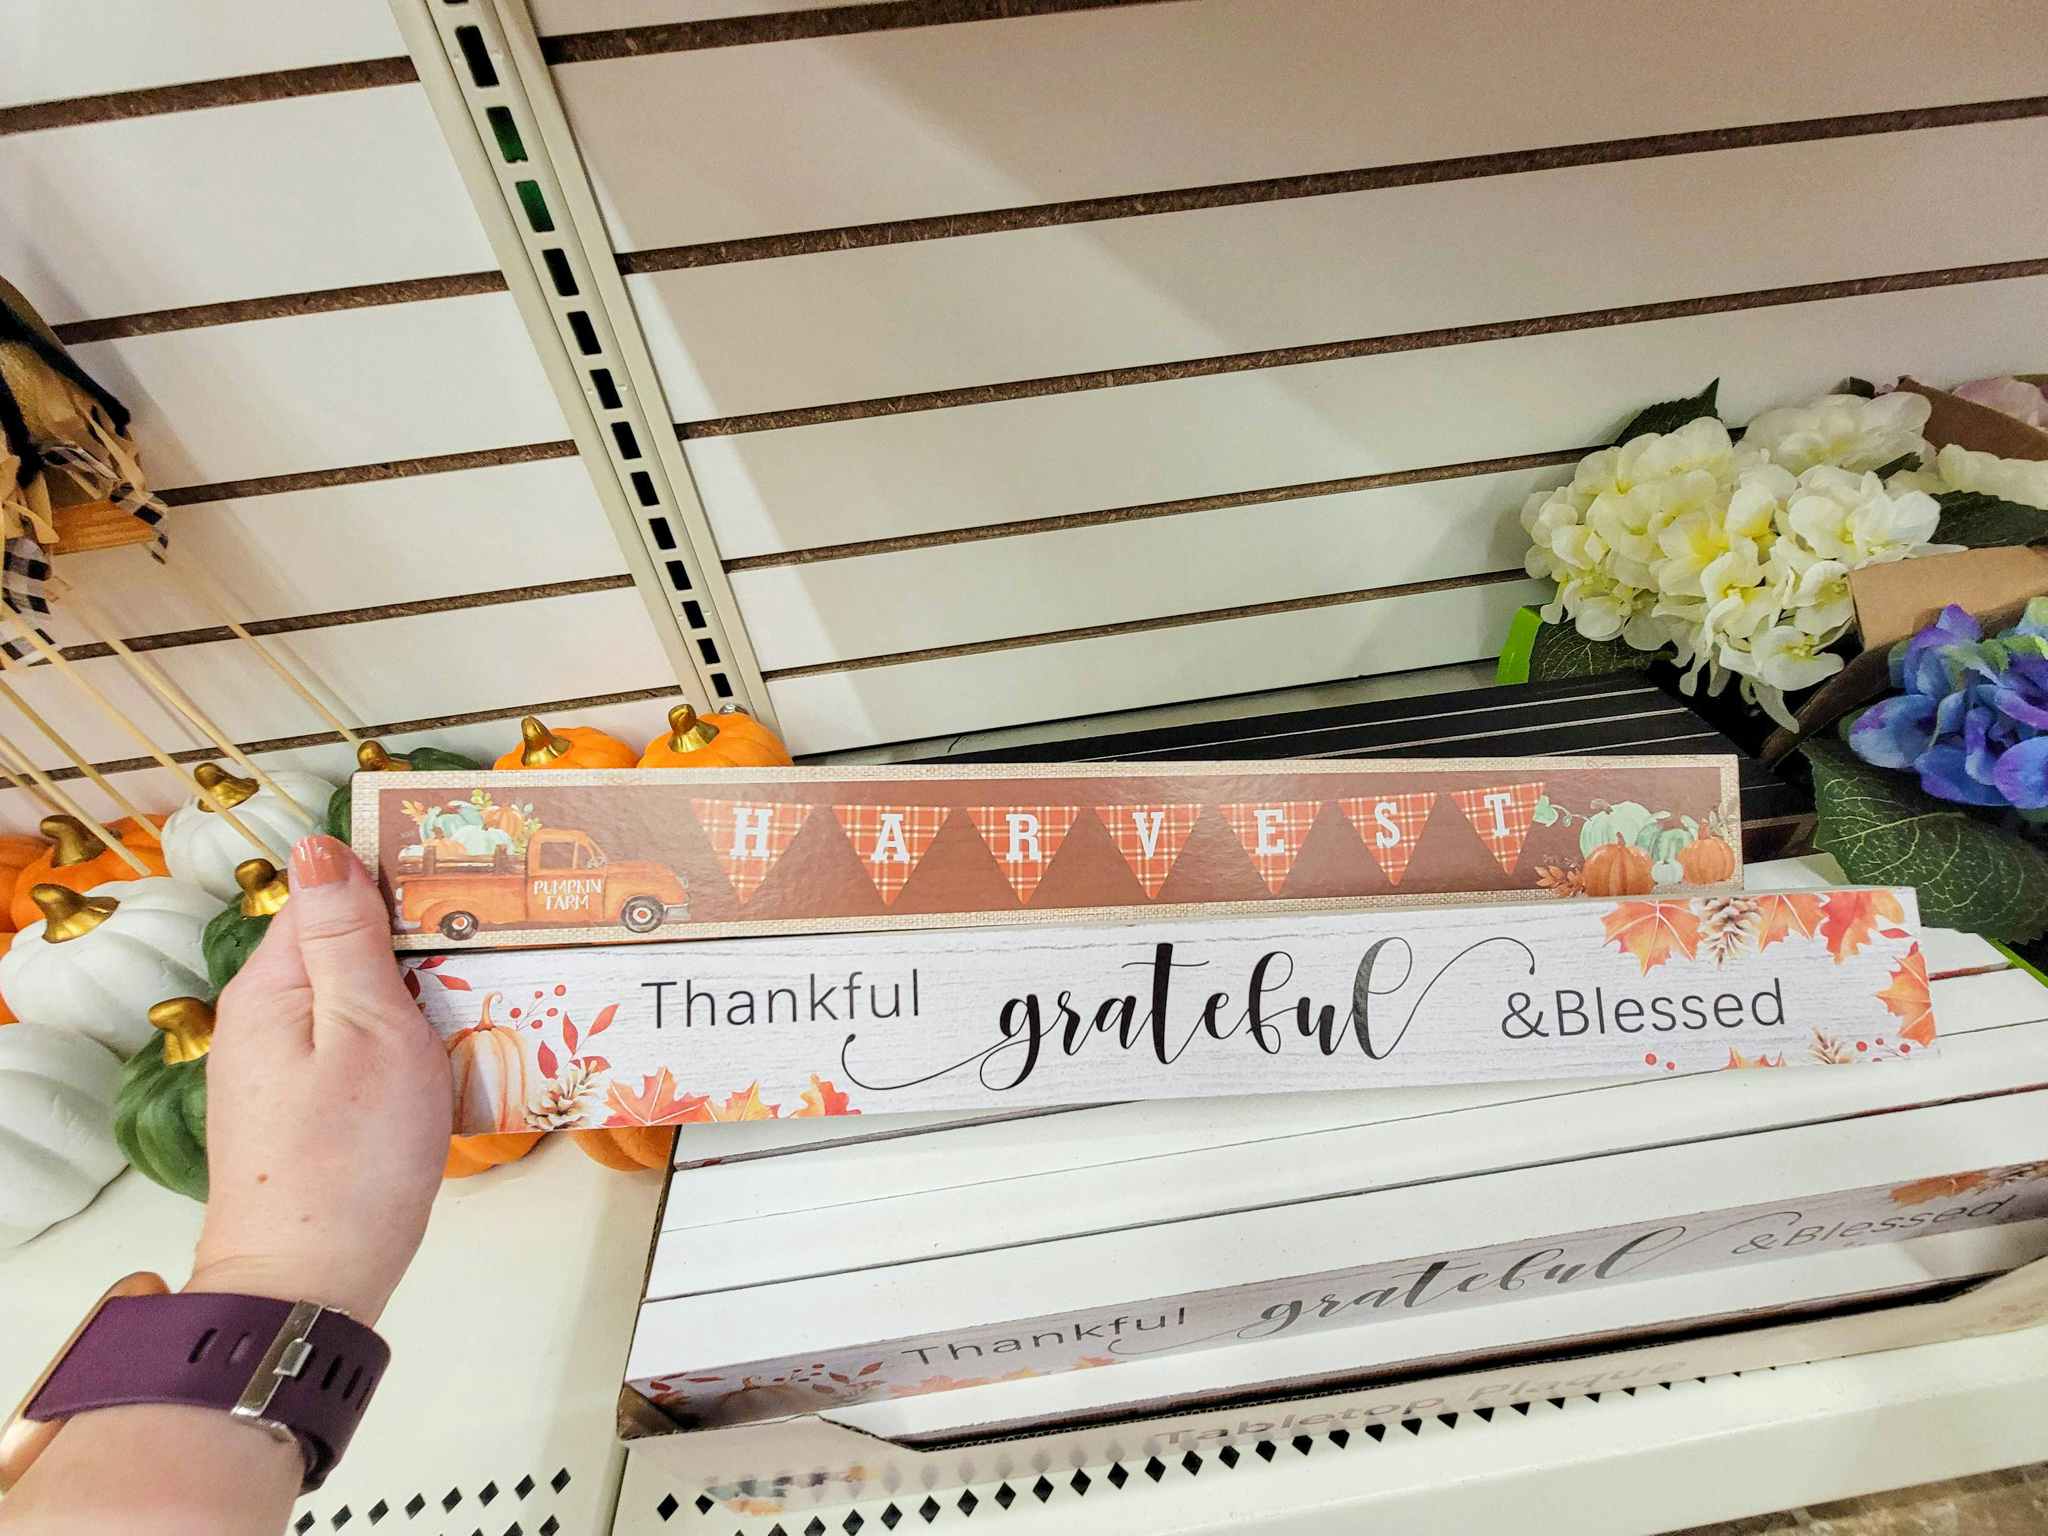 HARVEST
PUMPKIN
FARM
Thankful grateful &Blessed
Thankful grateful &Blessed
Tabletop Plaque